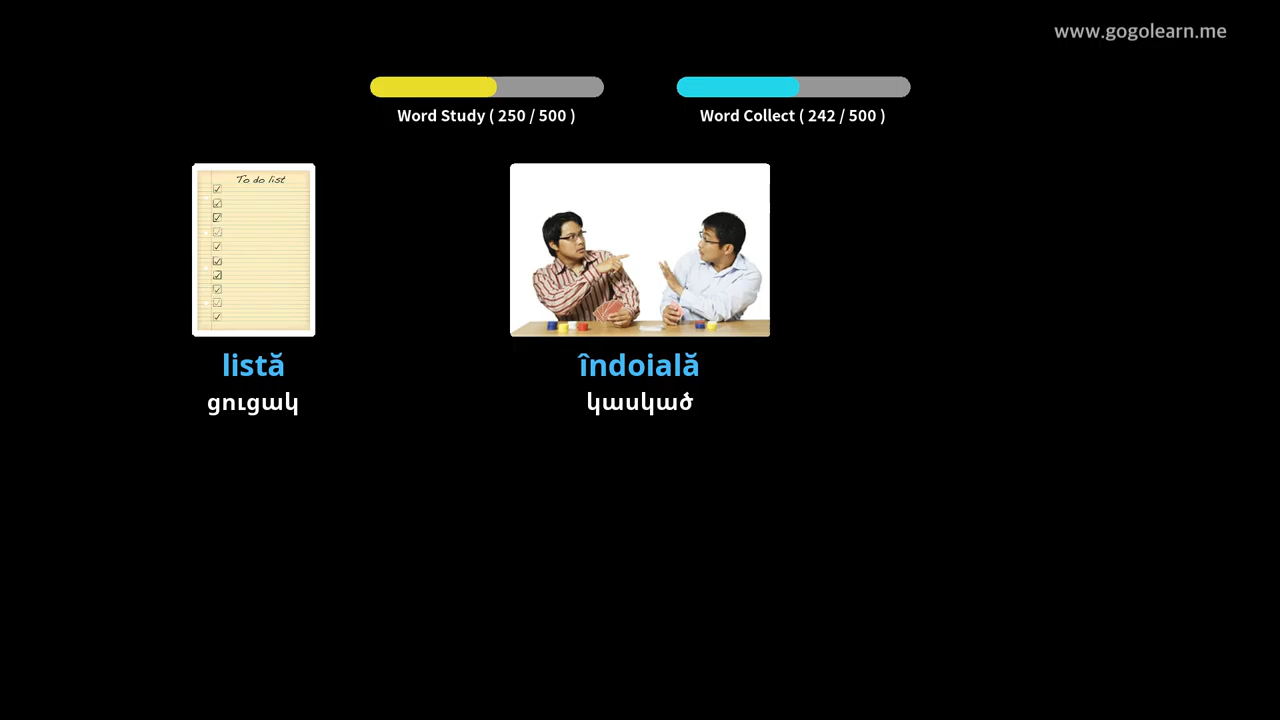 www.gogolearn.me
Word Study ( 250 / 500 )
Word Collect ( 242 / 500 )
To do list
listă
ցուցակ
îndoială
կասկած